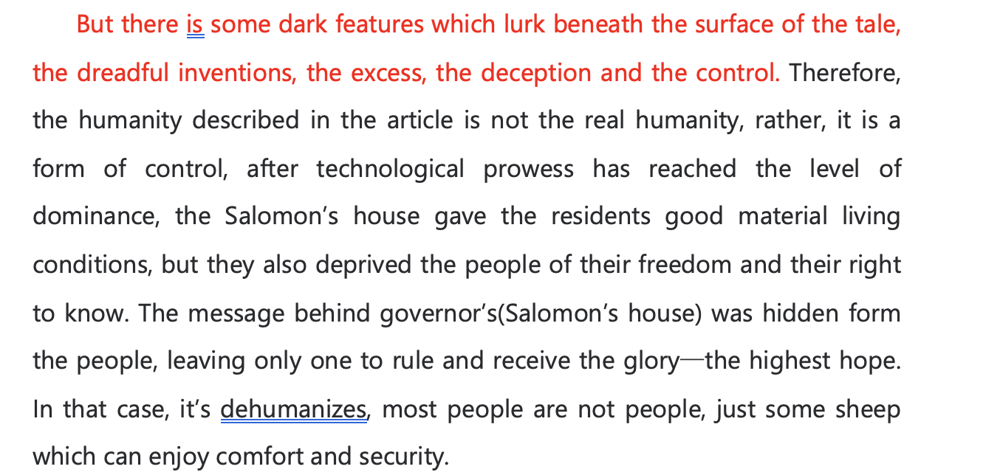 But there is some dark features which lurk beneath the surface of the tale,
the dreadful inventions, the excess, the deception and the control. Therefore,
the humanity described in the article is not the real humanity, rather, it is a
form of control, after technological prowess has reached the level of
dominance, the Salomon’s house gave the residents good material living
conditions, but they also deprived the people of their freedom and their right
to know. The message behind governor’s(Salomon’s house) was hidden form
the people, leaving only one to rule and receive the glory—the highest hope.
In that case, it’s dehumanizes, most people are not people, just some sheep
which can enjoy comfort and security.